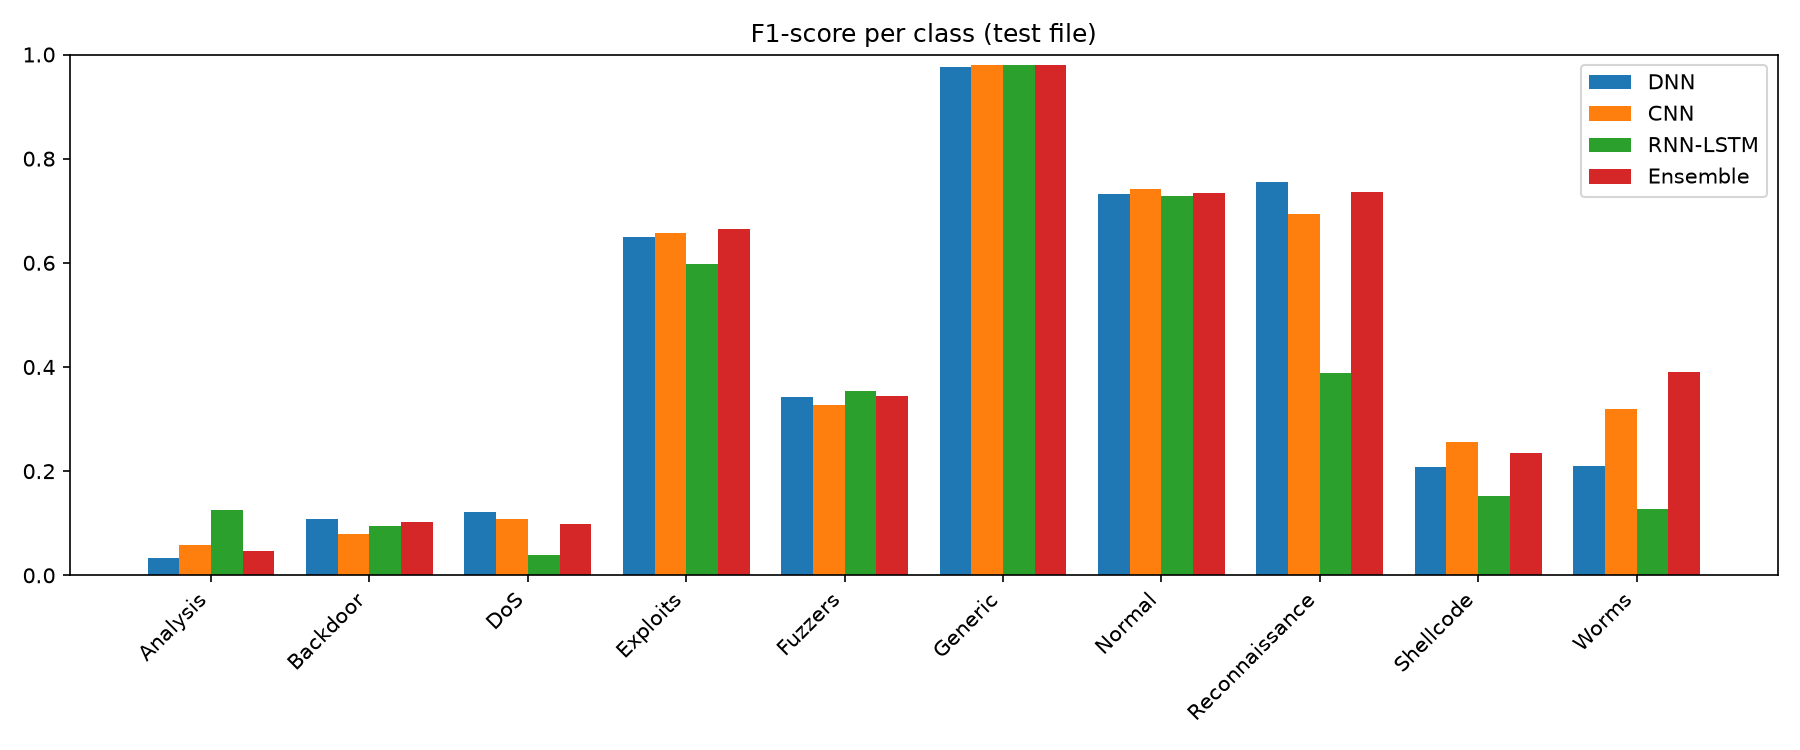 F1-score per class (test file)
1.0
0.8
0.6
0.4
0.2
0.0
DNN
CNN
RNN-LSTM
Ensemble
Analysis
Backdoor
DoS
Exploits
Fuzzers
Generic
Normal
Reconnaissance
Shellcode
Worms